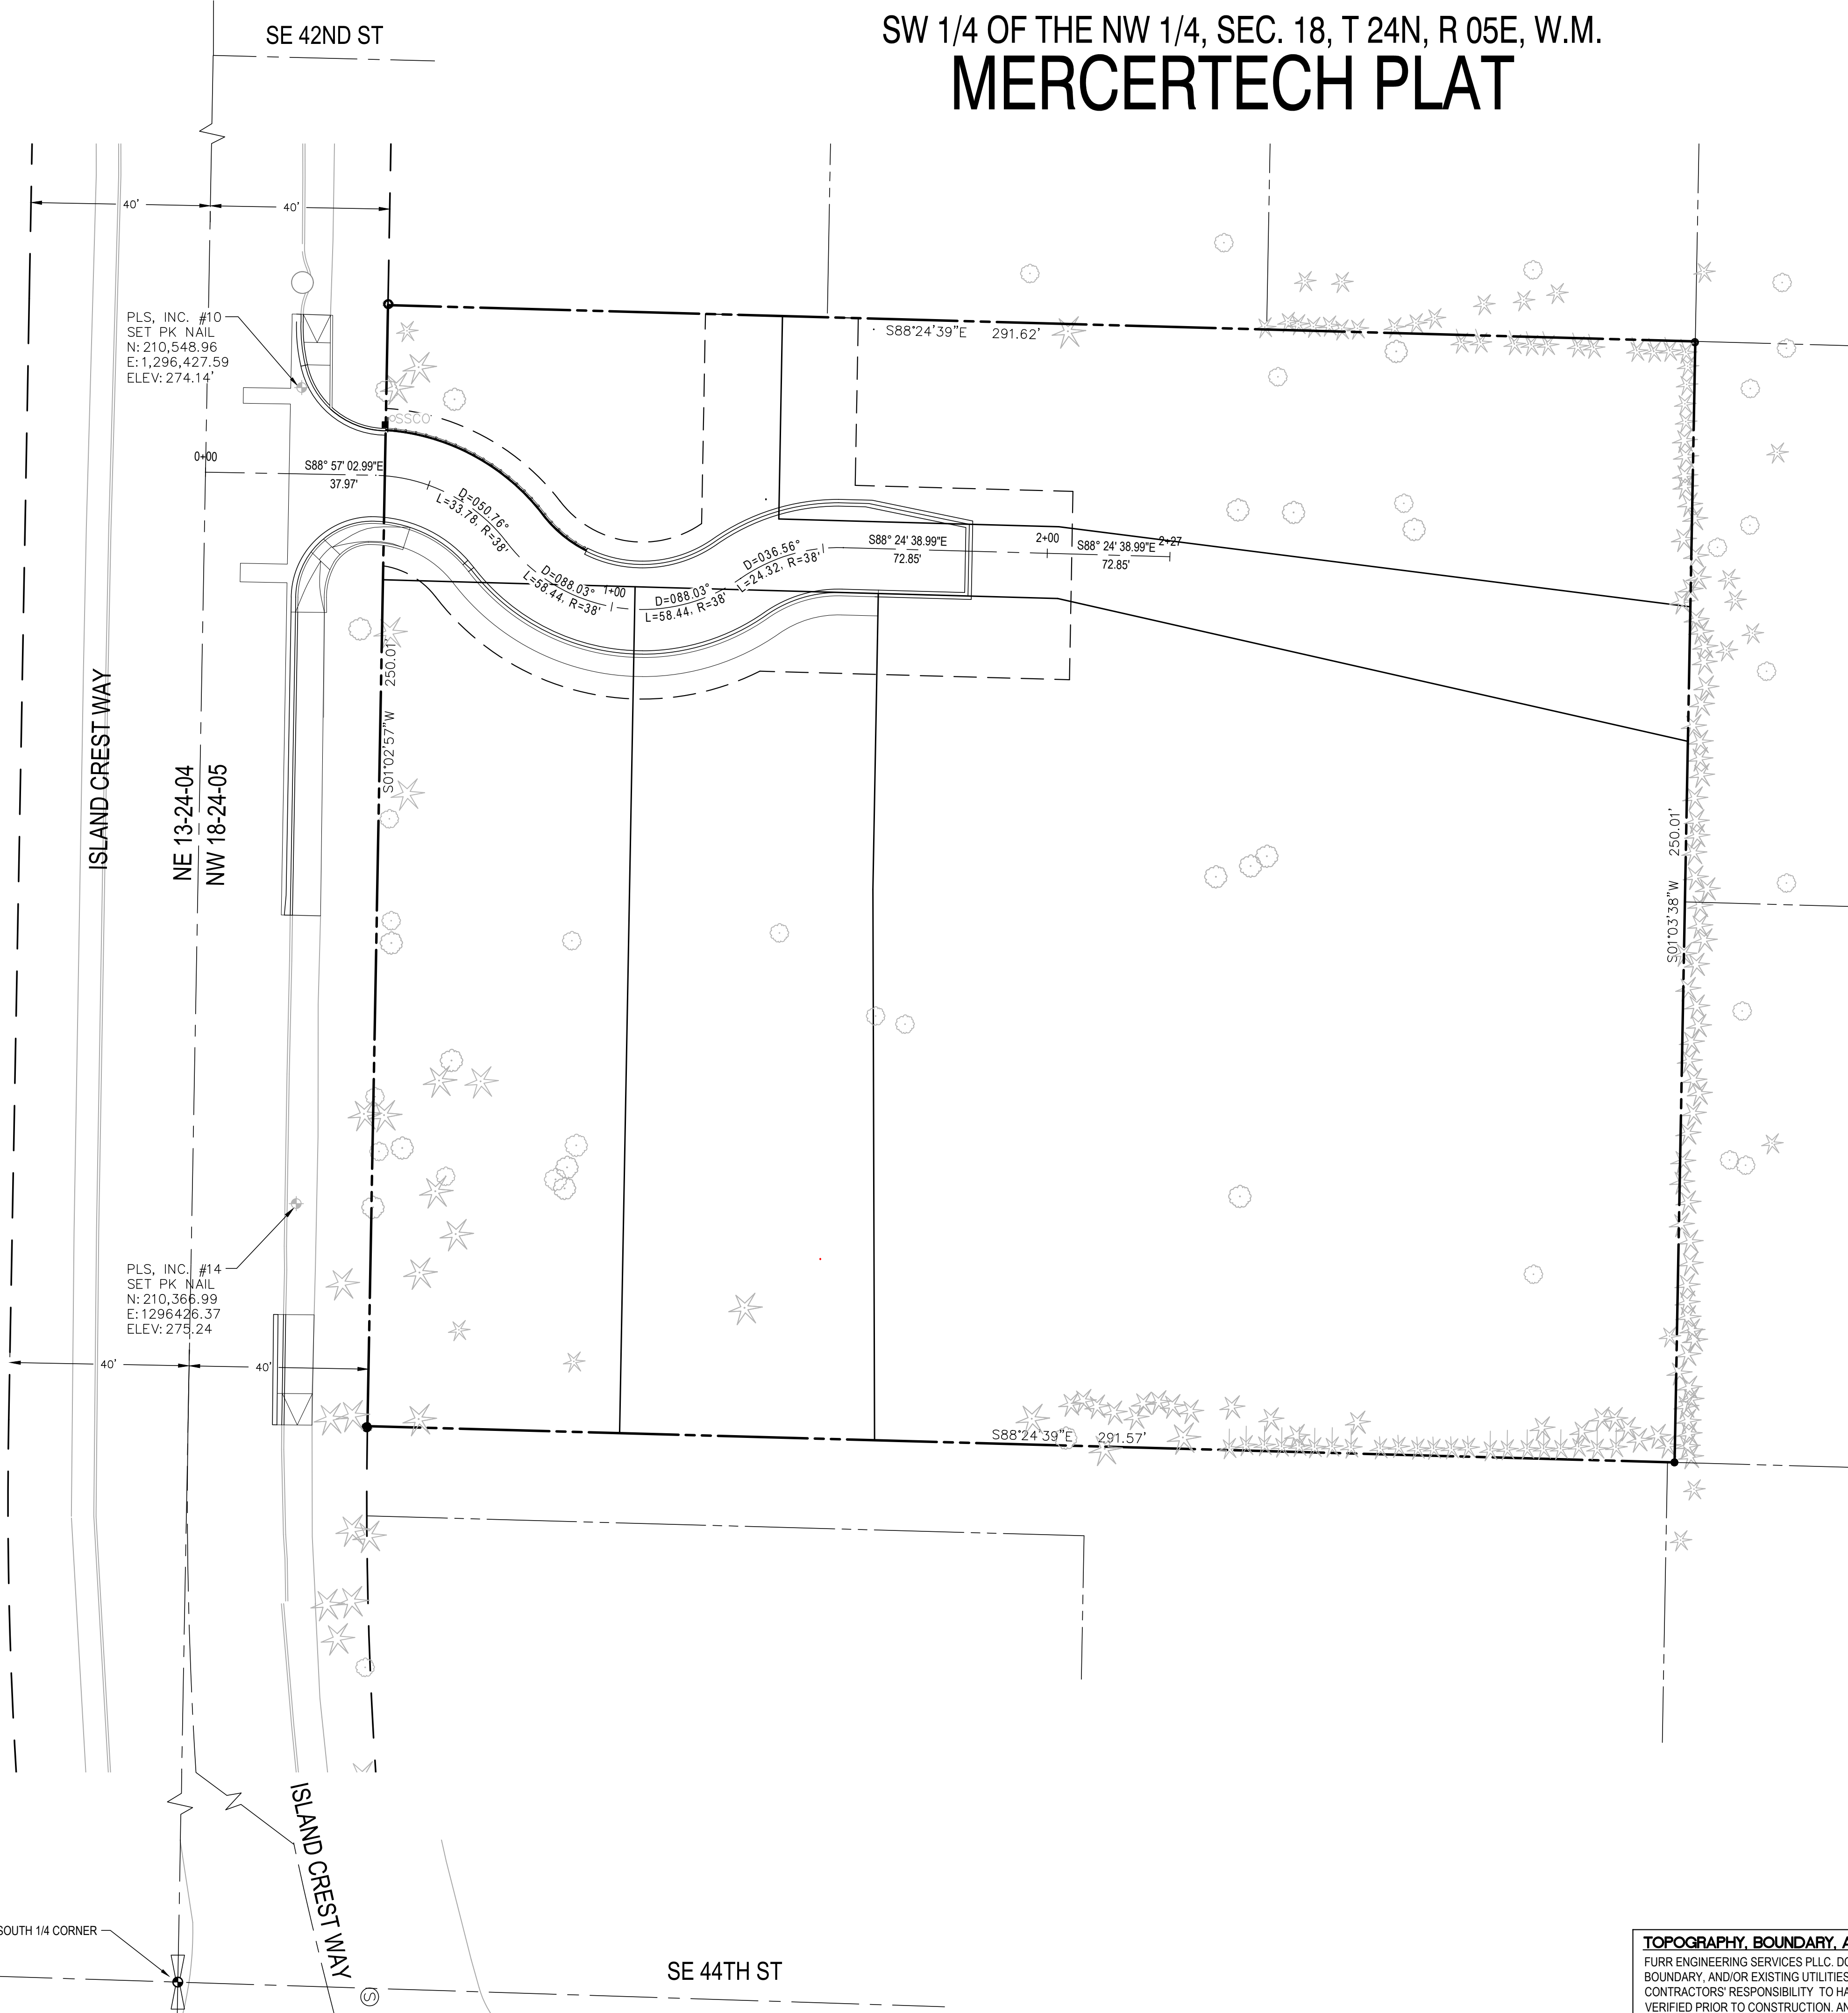 SE 42ND ST
SW 1/4 OF THE NW 1/4, SEC. 18, T 24N, R 05E, W.M.
MERCERTECH PLAT
40'
40'
PLS, INC. #10
SET PK NAIL
N: 210,548.96
E: 1,296,427.59
ELEV: 274.14'
S88°24'39"E 291.62'
SSCO
0+00
S88° 57' 02.99"E
37.97'
D=050.76°
L=33.78, R=38'
D=088.03°
L=58.44, R=38'
1+00
D=088.03°
L=58.44, R=38'
D=036.56°
L=24.32, R=38'
S88° 24' 38.99"E
72.85'
2+00
S88° 24' 38.99"E
72.85'
2+27
S01°02'57"W 250.01'
ISLAND CREST WAY
NE 13-24-04
NW 18-24-05
S01°03'38"W 250.01'
PLS, INC. #14
SET PK NAIL
N: 210,366.99
E: 1296426.37
ELEV: 275.24
40'
40'
S88°24'39"E 291.57'
ISLAND CREST WAY
SOUTH 1/4 CORNER
S
SE 44TH ST
TOPOGRAPHY, BOUNDARY,
FURR ENGINEERING SERVICES PLLC.
BOUNDARY, AND/OR EXISTING UTILITIES
CONTRACTORS' RESPONSIBILITY TO
VERIFIED PRIOR TO CONSTRUCTION.